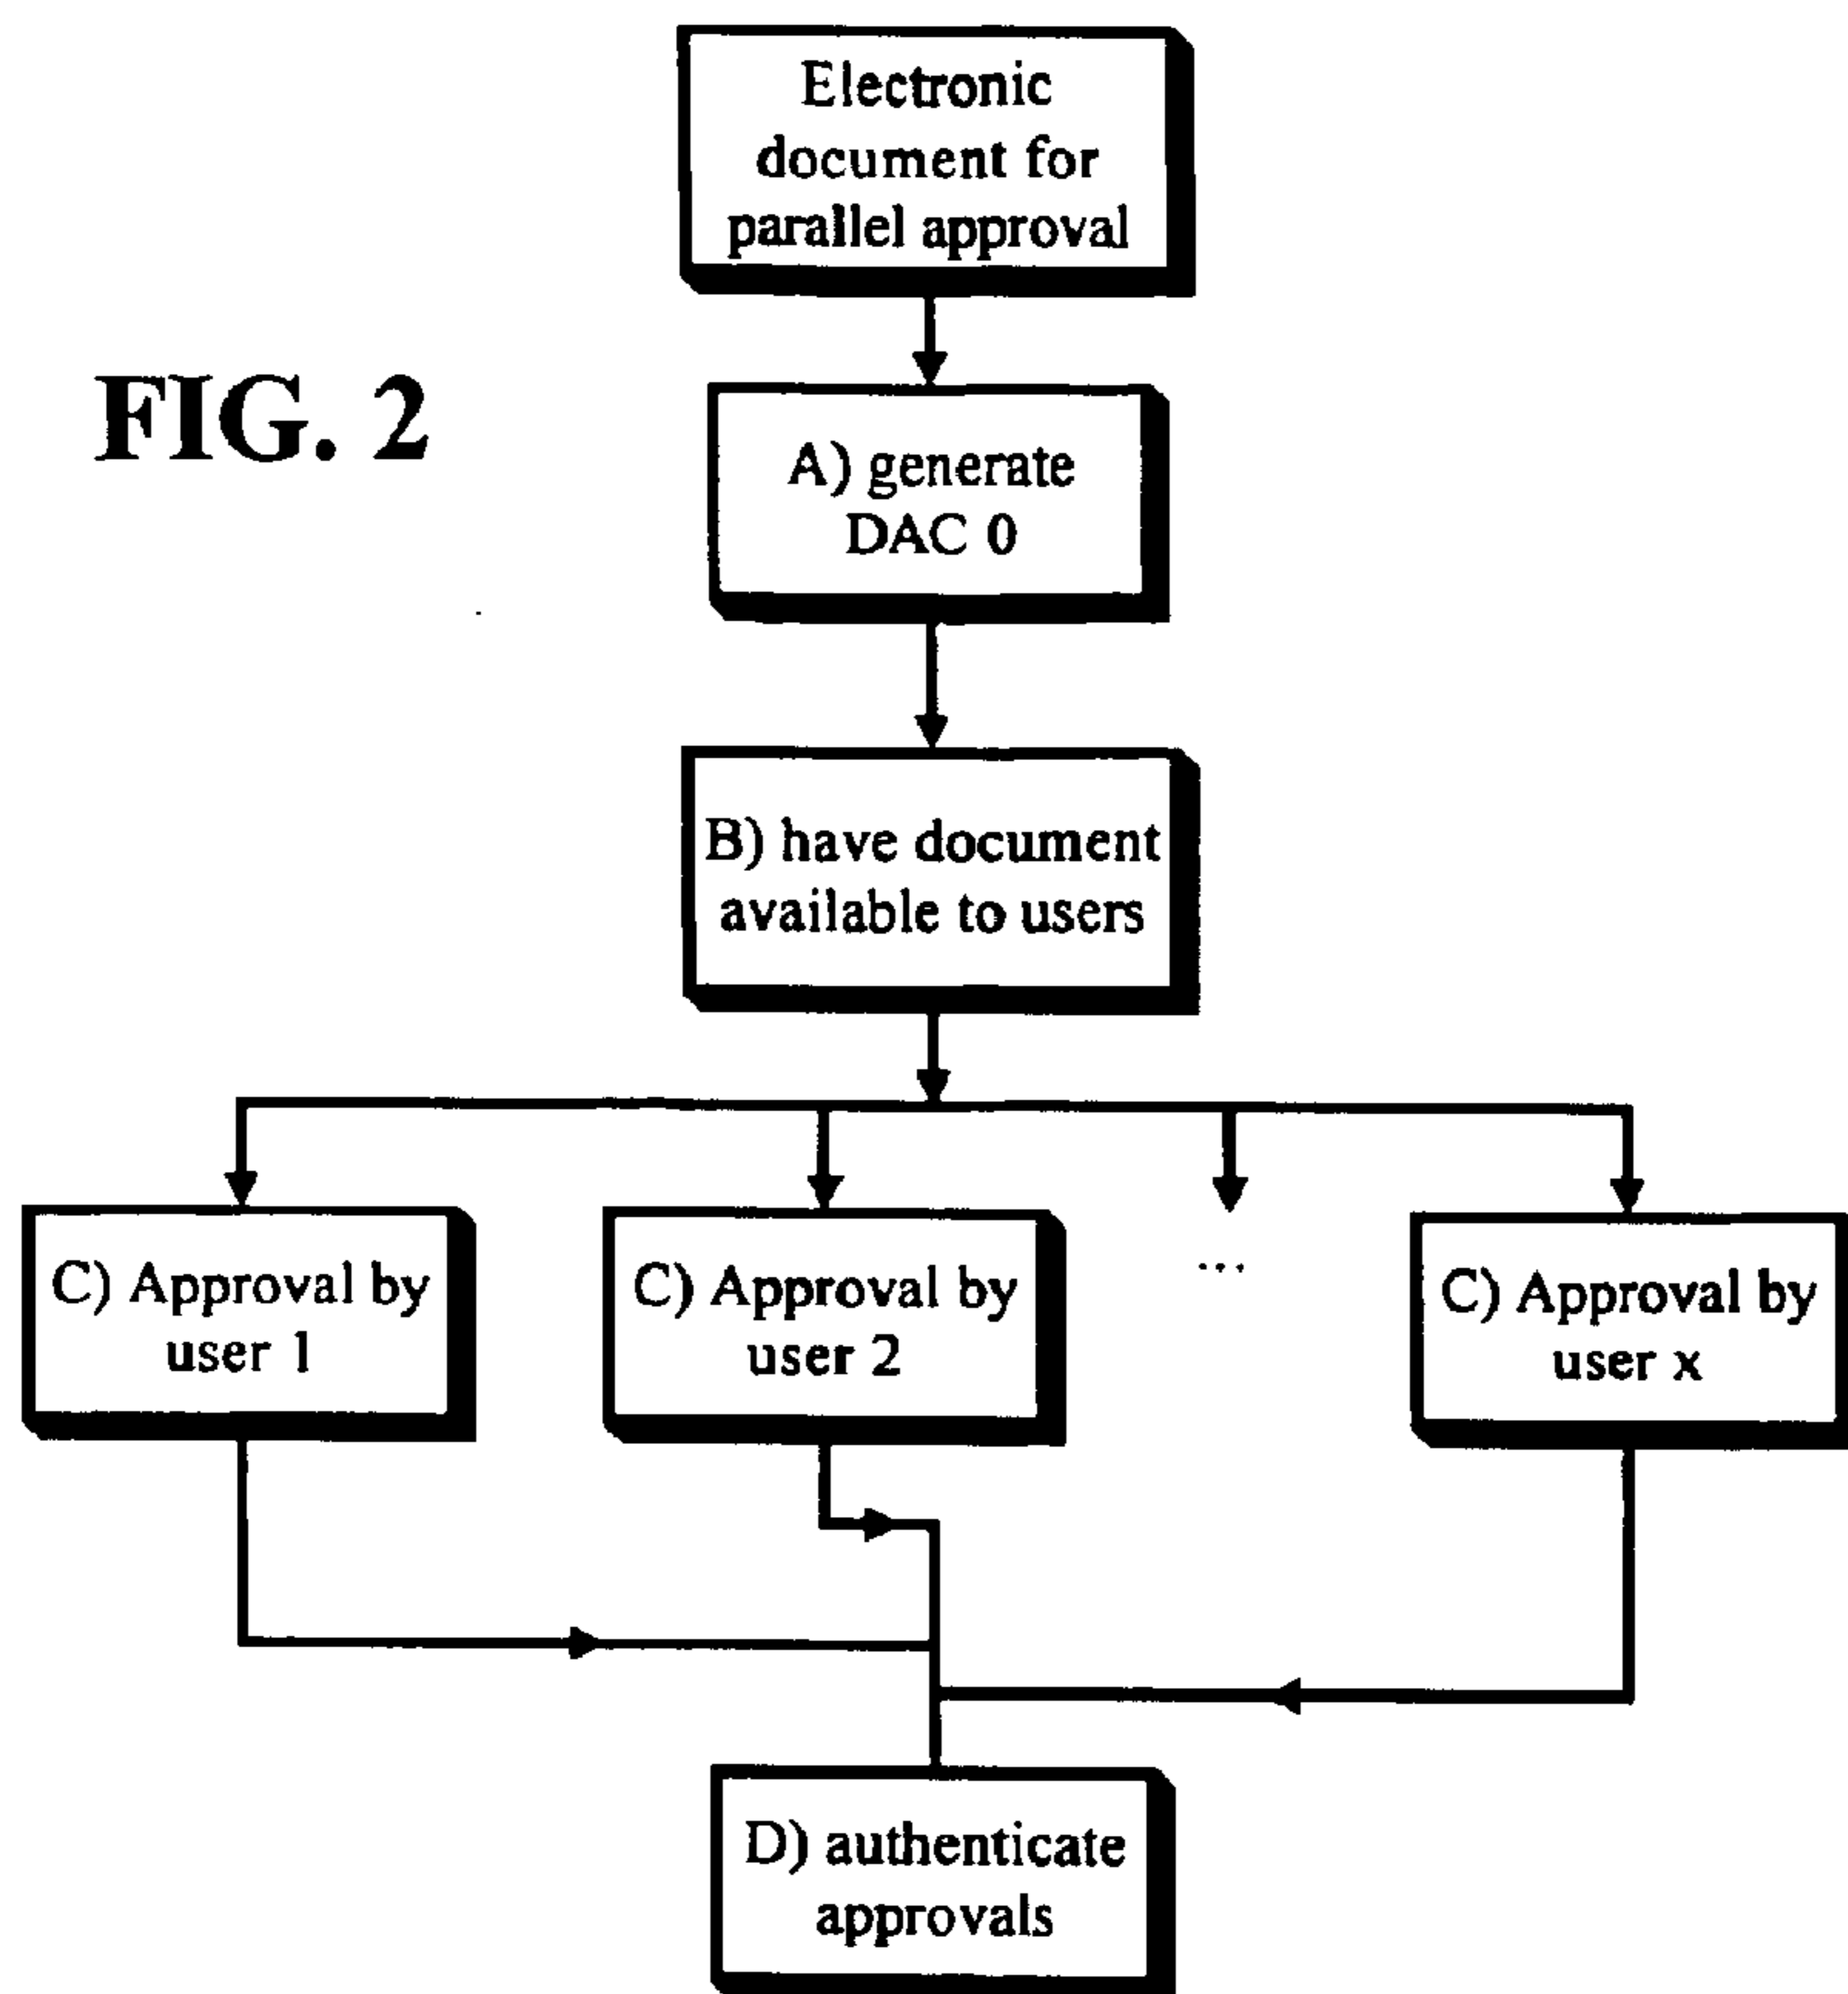 Electronic
document for
parallel approval
FIG. 2
A) generate
DAC 0
B) have document
available to users
C) Approval by
user 1
C) Approval by
user 2
...
C) Approval by
user x
D) authenticate
approvals